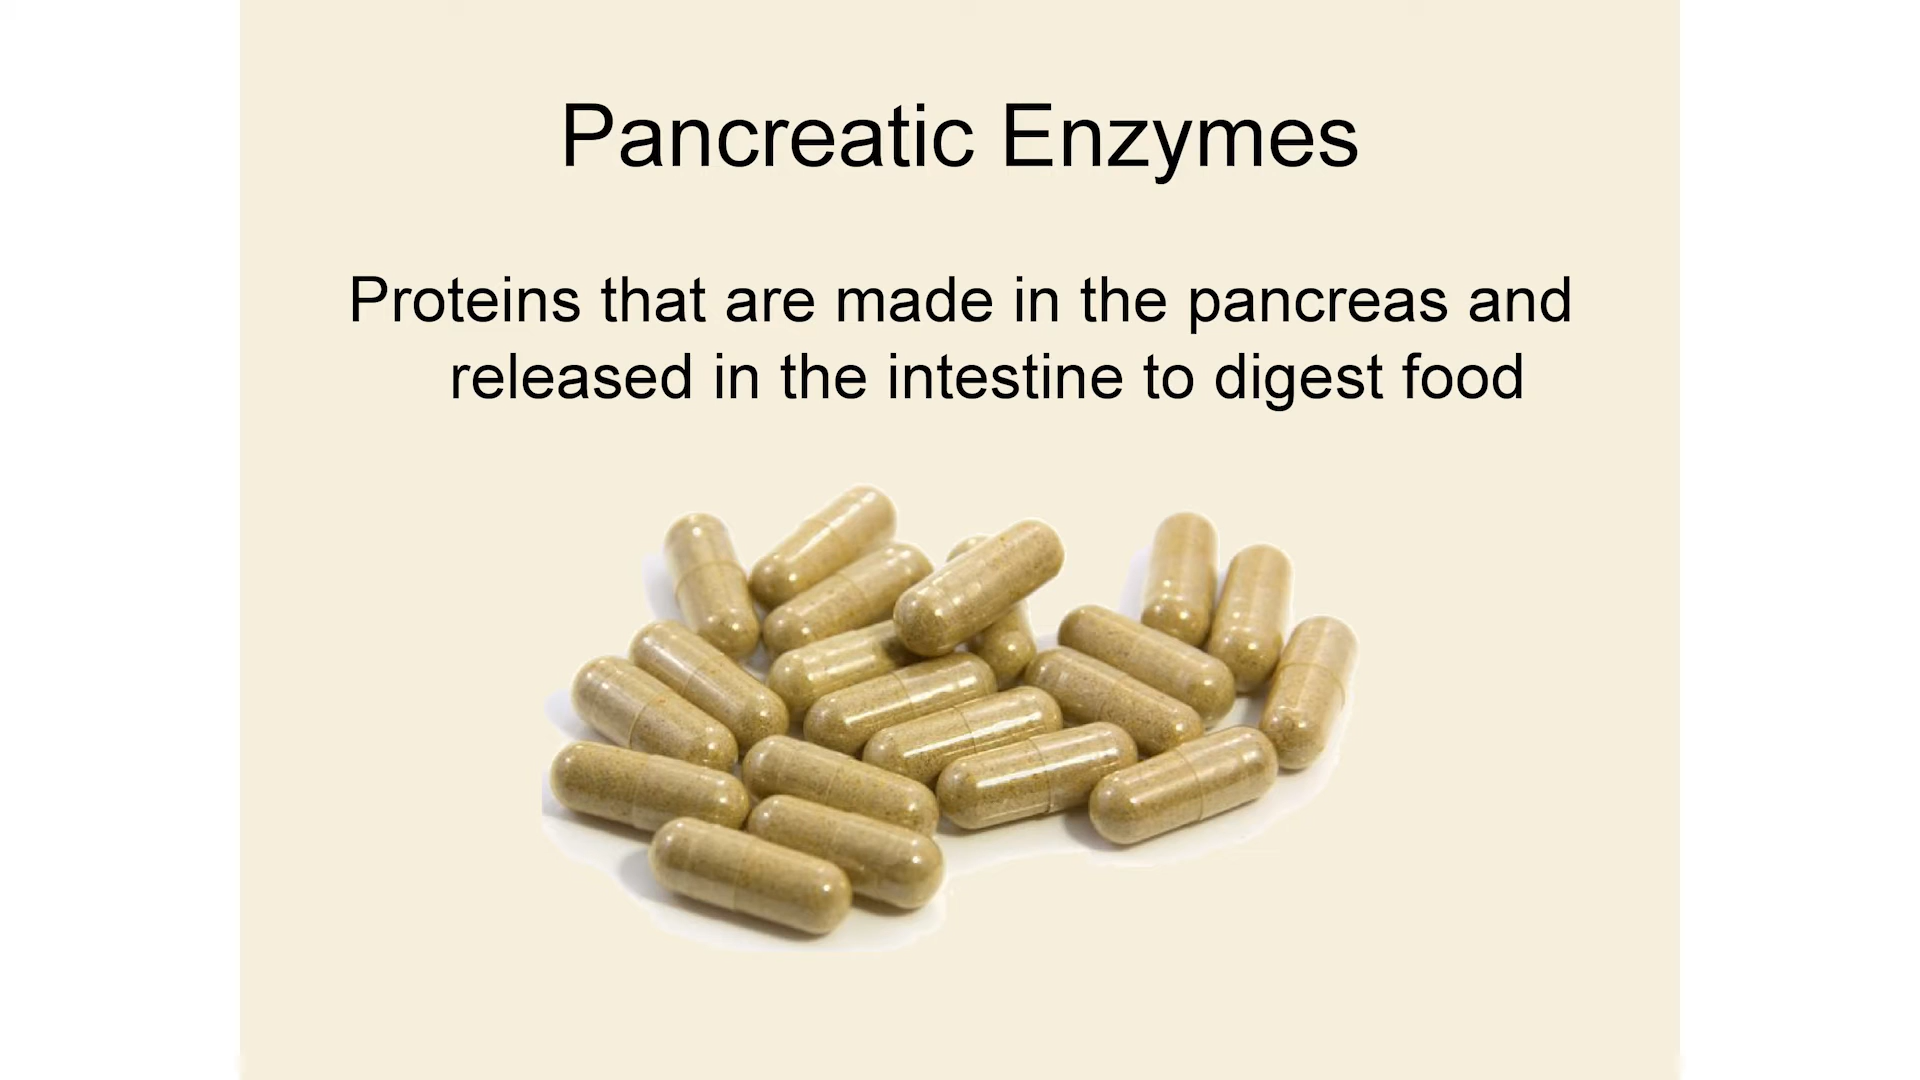 Pancreatic Enzymes
Proteins that are made in the pancreas and
released in the intestine to digest food